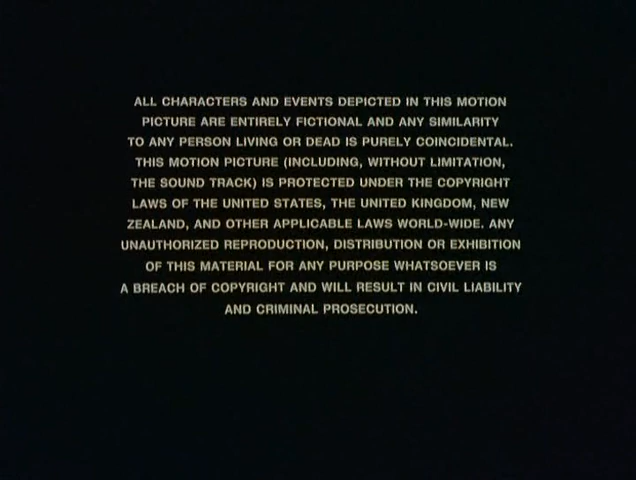 ALL CHARACTERS AND EVENTS DEPICTED IN THIS MOTION
PICTURE ARE ENTIRELY FICTIONAL AND ANY SIMILARITY
TO ANY PERSON LIVING OR DEAD IS PURELY COINCIDENTAL.
THIS MOTION PICTURE (INCLUDING, WITHOUT LIMITATION,
THE SOUND TRACK) IS PROTECTED UNDER THE COPYRIGHT
LAWS OF THE UNITED STATES, THE UNITED KINGDOM, NEW
ZEALAND, AND OTHER APPLICABLE LAWS WORLD-WIDE. ANY
UNAUTHORIZED REPRODUCTION, DISTRIBUTION OR EXHIBITION
OF THIS MATERIAL FOR ANY PURPOSE WHATSOEVER IS
A BREACH OF COPYRIGHT AND WILL RESULT IN CIVIL LIABILITY
AND CRIMINAL PROSECUTION.